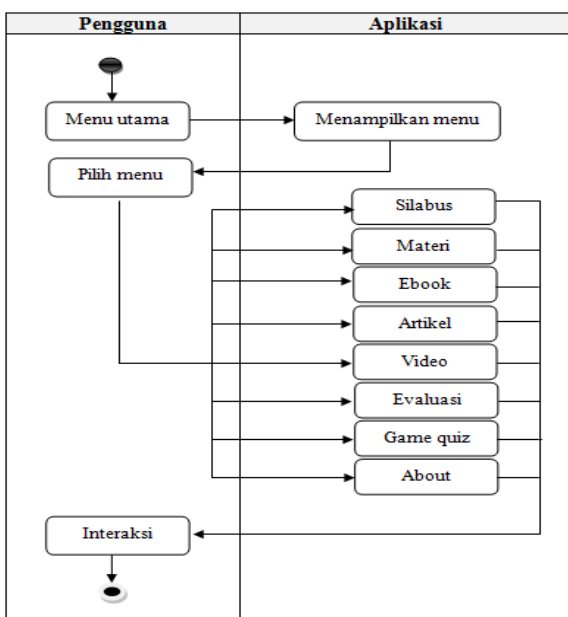 Pengguna
Aplikasi
Menu utama
Menampilkan menu
Pilih menu
Silabus
Materi
Ebook
Artikel
Video
Evaluasi
Game quiz
About
Interaksi